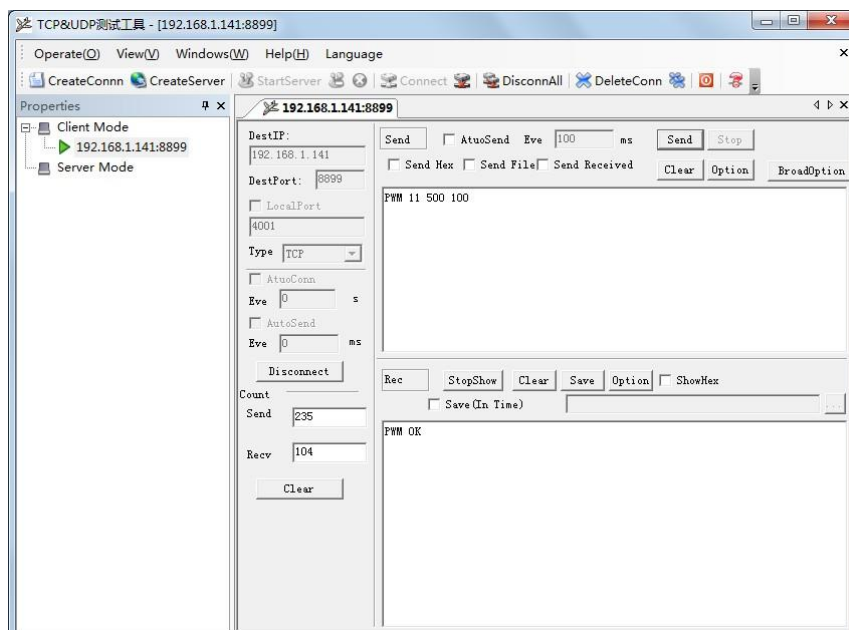 TCP&UDP测试工具 - [192.168.1.141:8899]
Operate(O) View(V) Windows(W) Help(H) Language
CreateConnn CreateServer StartServer Connect DisconnAll DeleteConn
Properties
192.168.1.141:8899
Client Mode
192.168.1.141:8899
Server Mode
DestIP:
192.168.1.141
DestPort: 8899
LocalPort
4001
Type TCP
AtuoConn
Eve 0 s
AutoSend
Eve 0 ms
Disconnect
Count
Send 235
Recv 104
Clear
Send AtuoSend Eve 100 ms Send Stop
Send Hex Send File Send Received Clear Option BroadOption
PWM 11 500 100
Rec StopShow Clear Save Option ShowHex
Save(In Time) ...
PWM OK